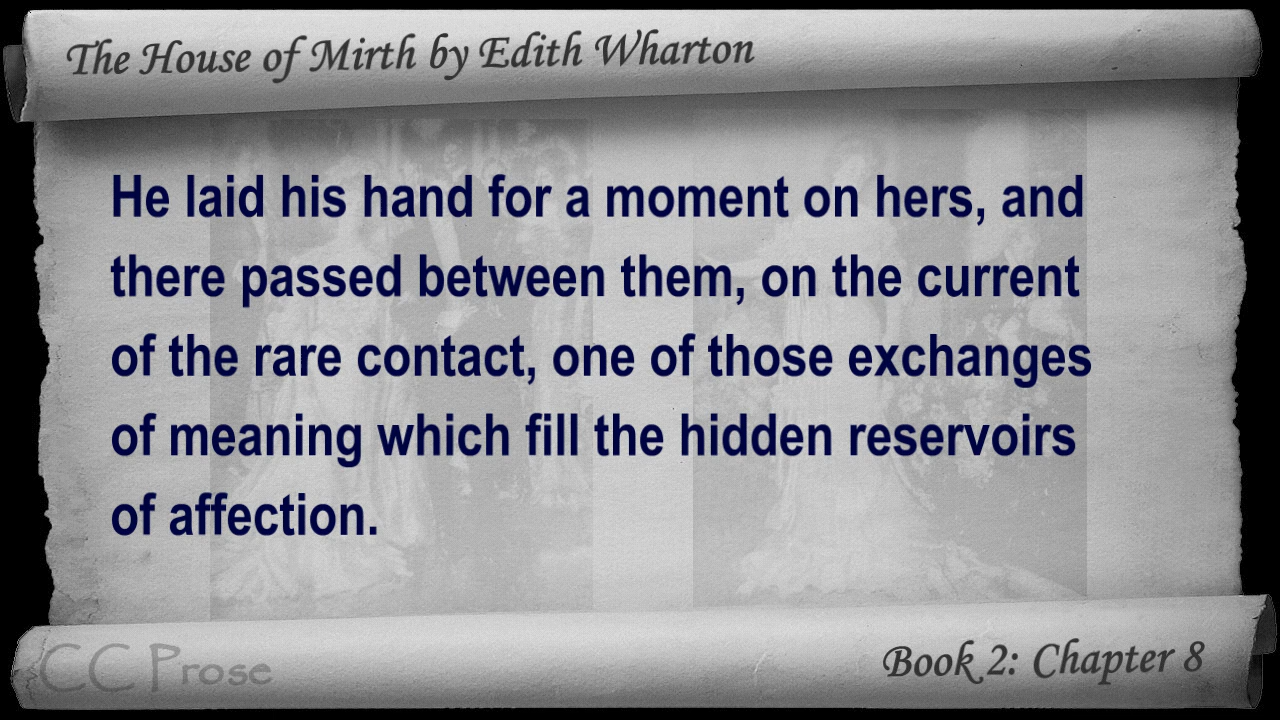 The House of Mirth by Edith Wharton
He laid his hand for a moment on hers, and
there passed between them, on the current
of the rare contact, one of those exchanges
of meaning which fill the hidden reservoirs
of affection.
CC Prose
Book 2: Chapter 8